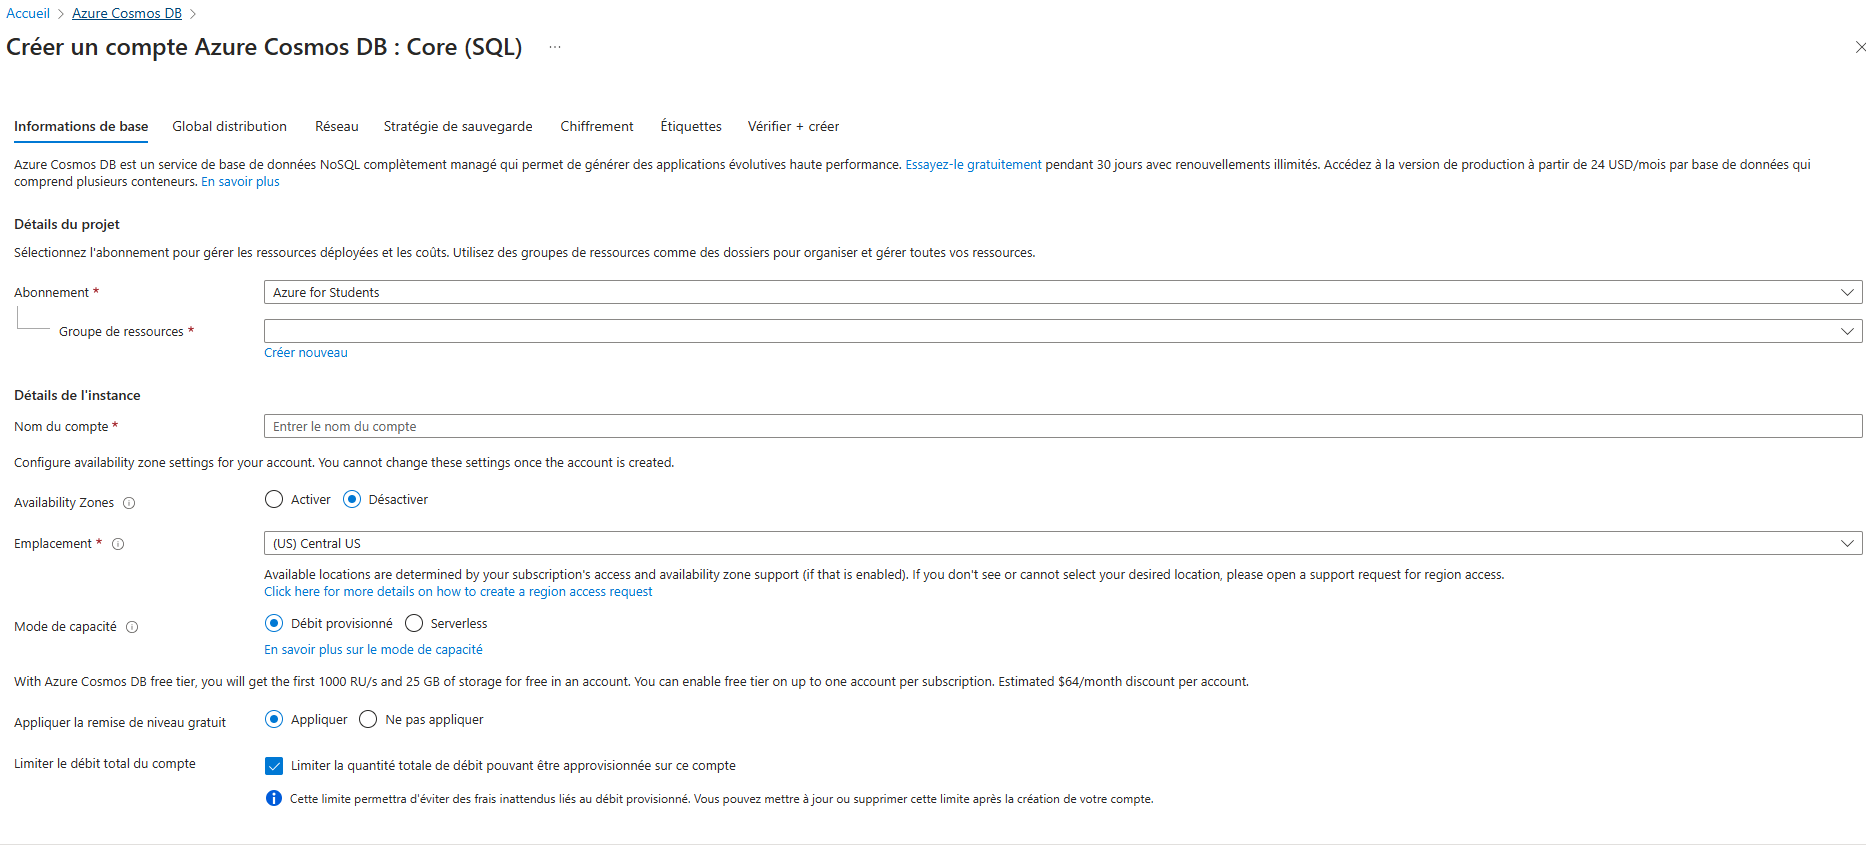 Accueil > Azure Cosmos DB >
Créer un compte Azure Cosmos DB : Core (SQL) ...
Informations de base Global distribution Réseau Stratégie de sauvegarde Chiffrement Étiquettes Vérifier + créer
Azure Cosmos DB est un service de base de données NoSQL complètement managé qui permet de générer des applications évolutives haute performance. Essayez-le gratuitement pendant 30 jours avec renouvellements illimités. Accédez à la version de production à partir de 24 USD/mois par base de données qui
comprend plusieurs conteneurs. En savoir plus
Détails du projet
Sélectionnez l'abonnement pour gérer les ressources déployées et les coûts. Utilisez des groupes de ressources comme des dossiers pour organiser et gérer toutes vos ressources.
Abonnement * Azure for Students
Groupe de ressources *
Créer nouveau
Détails de l'instance
Nom du compte * Entrer le nom du compte
Configure availability zone settings for your account. You cannot change these settings once the account is created.
Availability Zones Activer Désactiver
Emplacement * (US) Central US
Available locations are determined by your subscription's access and availability zone support (if that is enabled). If you don't see or cannot select your desired location, please open a support request for region access.
Click here for more details on how to create a region access request
Mode de capacité Débit provisionné Serverless
En savoir plus sur le mode de capacité
With Azure Cosmos DB free tier, you will get the first 1000 RU/s and 25 GB of storage for free in an account. You can enable free tier on up to one account per subscription. Estimated $64/month discount per account.
Appliquer la remise de niveau gratuit Appliquer Ne pas appliquer
Limiter le débit total du compte Limiter la quantité totale de débit pouvant être approvisionnée sur ce compte
Cette limite permettra d'éviter des frais inattendus liés au débit provisionné. Vous pouvez mettre à jour ou supprimer cette limite après la création de votre compte.